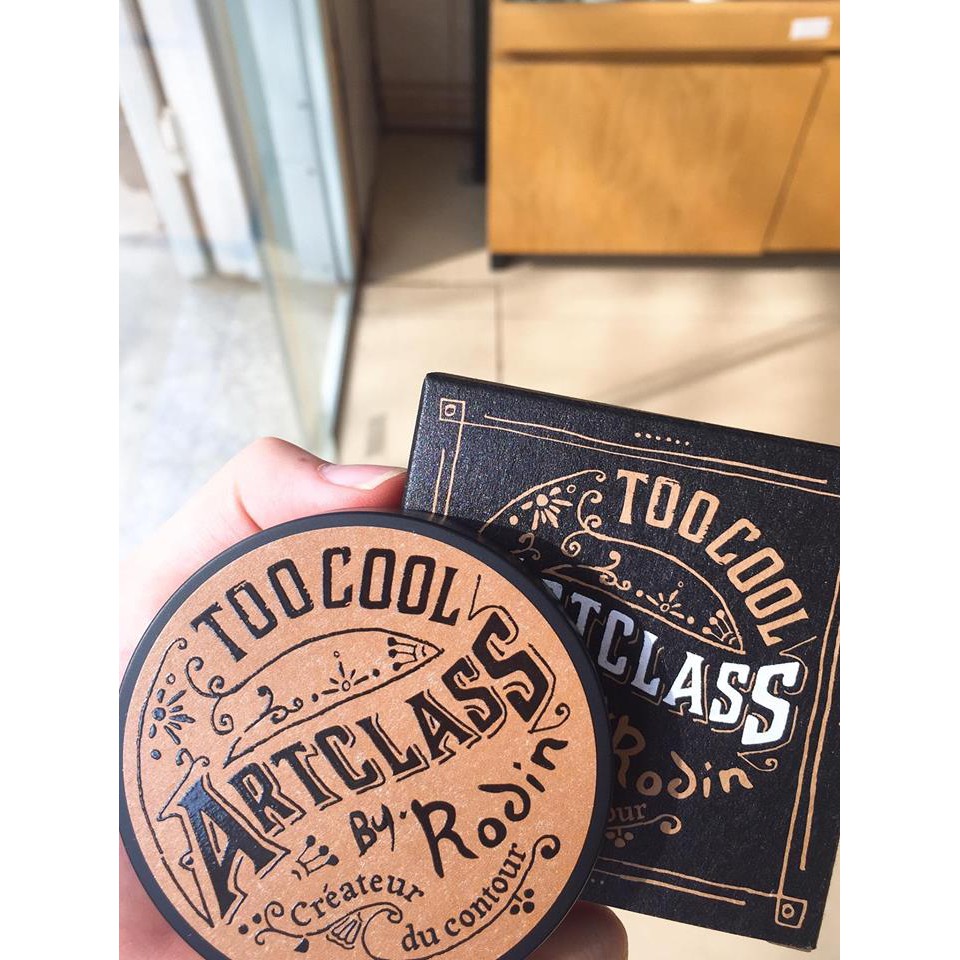 TOO COOL
ARTCLASS
By. Rodin
Créateur
du contour
TOO COOL
ARTCLASS
Rodin